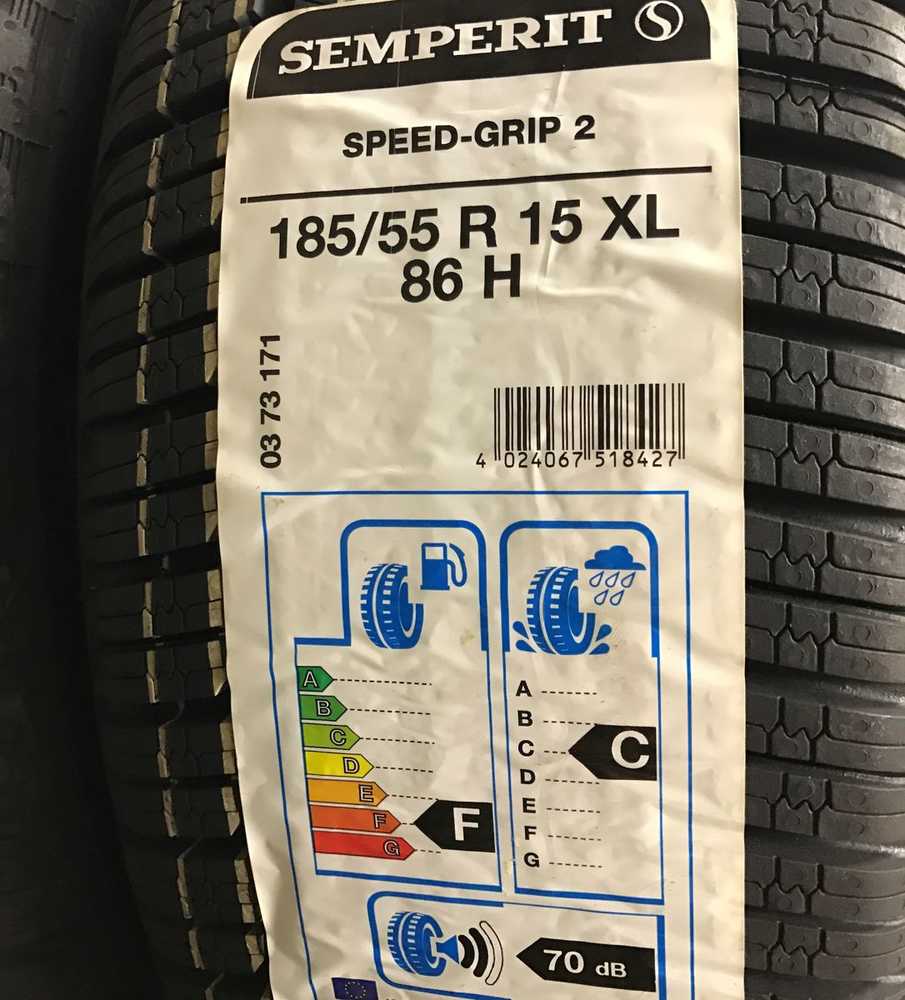 SEMPERIT S
SPEED-GRIP 2
185/55 R 15 XL
86 H
03 73 171
4 024067 518427
A
B
C
D
E
F
G
F
A
B
C
D
E
F
G
C
70 dB